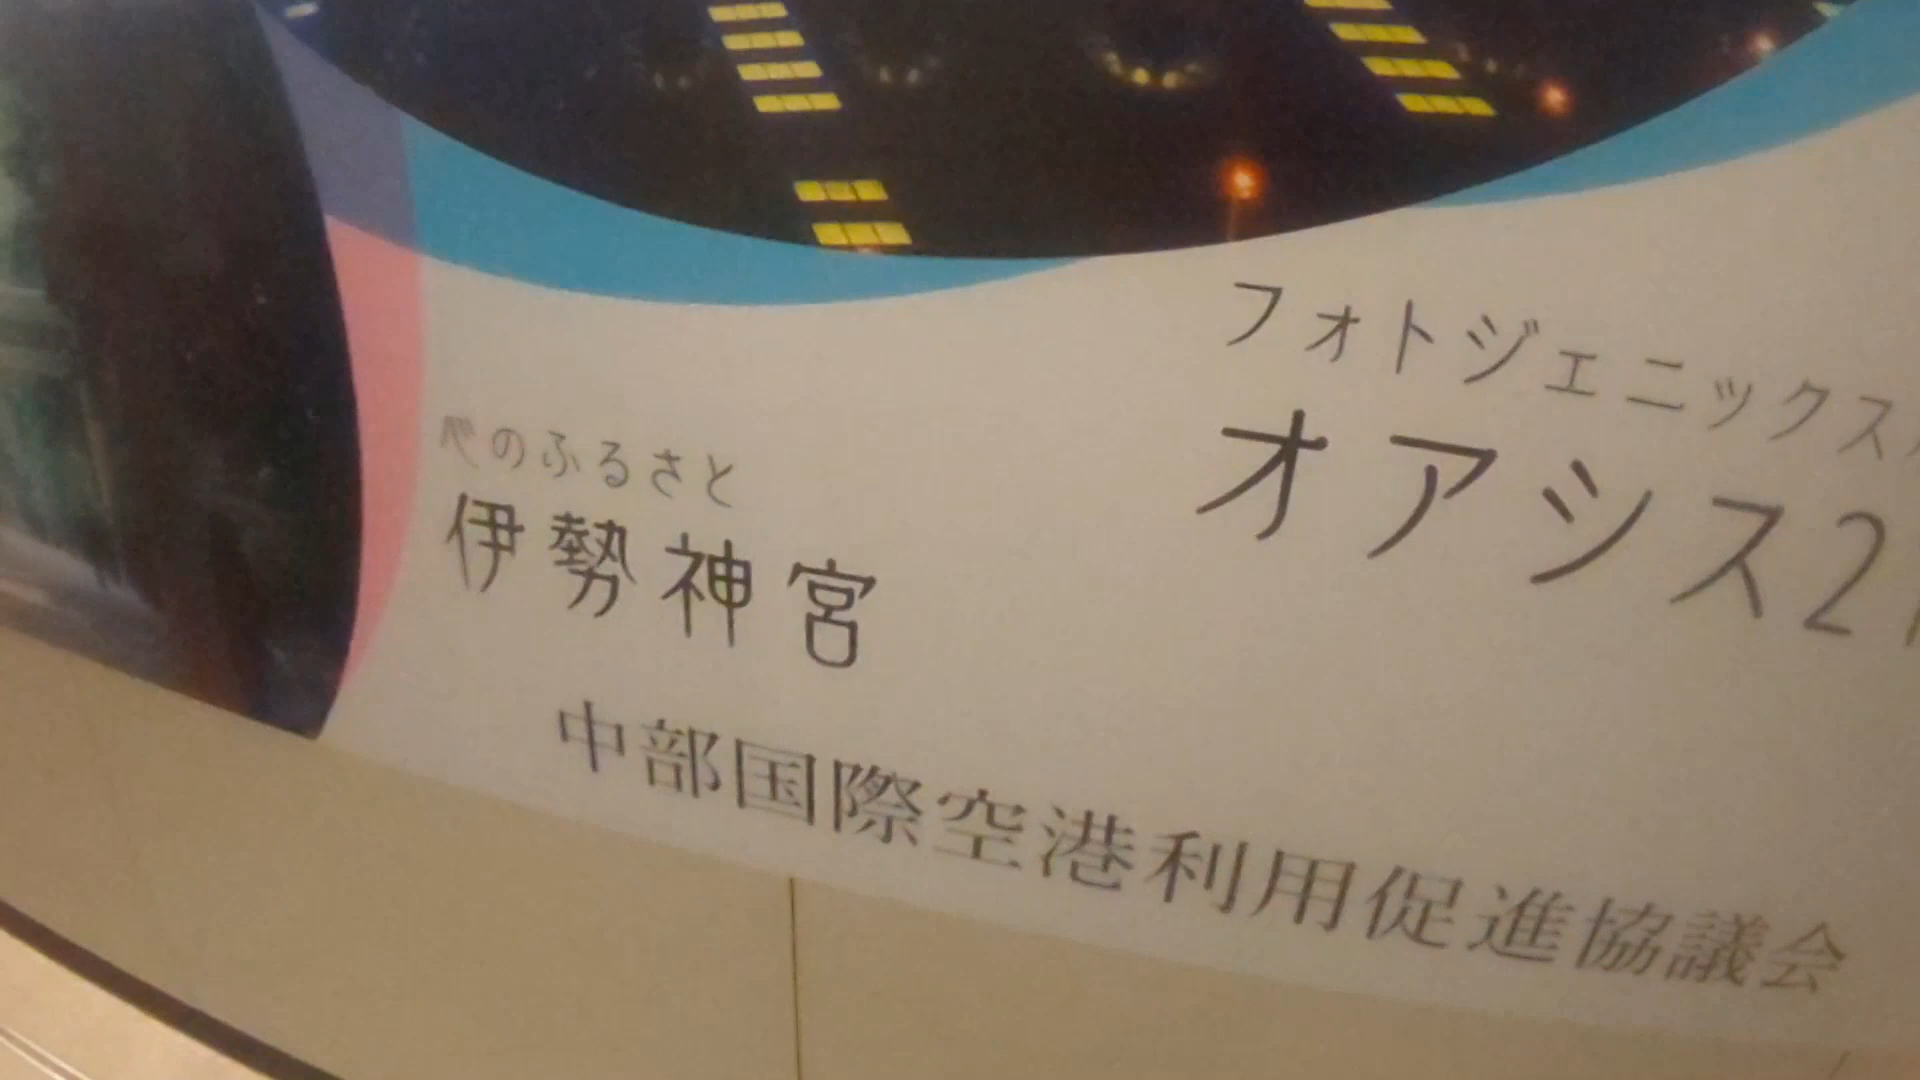 フォトジェニックス
オアシス21
心のふるさと
伊勢神宮
中部国際空港利用促進協議会